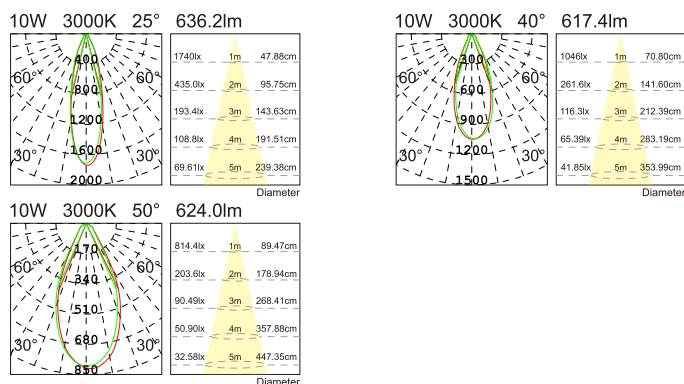 10W 3000K 25° 636.2lm
400
800
1200
1600
2000
60° 60°
30° 30°
1740lx 1m 47.88cm
435.0lx 2m 95.75cm
193.4lx 3m 143.63cm
108.8lx 4m 191.51cm
69.61lx 5m 239.38cm
Diameter
10W 3000K 40° 617.4lm
300
600
900
1200
1500
60° 60°
30° 30°
1046lx 1m 70.80cm
261.6lx 2m 141.60cm
116.3lx 3m 212.39cm
65.39lx 4m 283.19cm
41.85lx 5m 353.99cm
Diameter
10W 3000K 50° 624.0lm
170
340
510
680
850
60° 60°
30° 30°
814.4lx 1m 89.47cm
203.6lx 2m 178.94cm
90.49lx 3m 268.41cm
50.90lx 4m 357.88cm
32.58lx 5m 447.35cm
Diameter